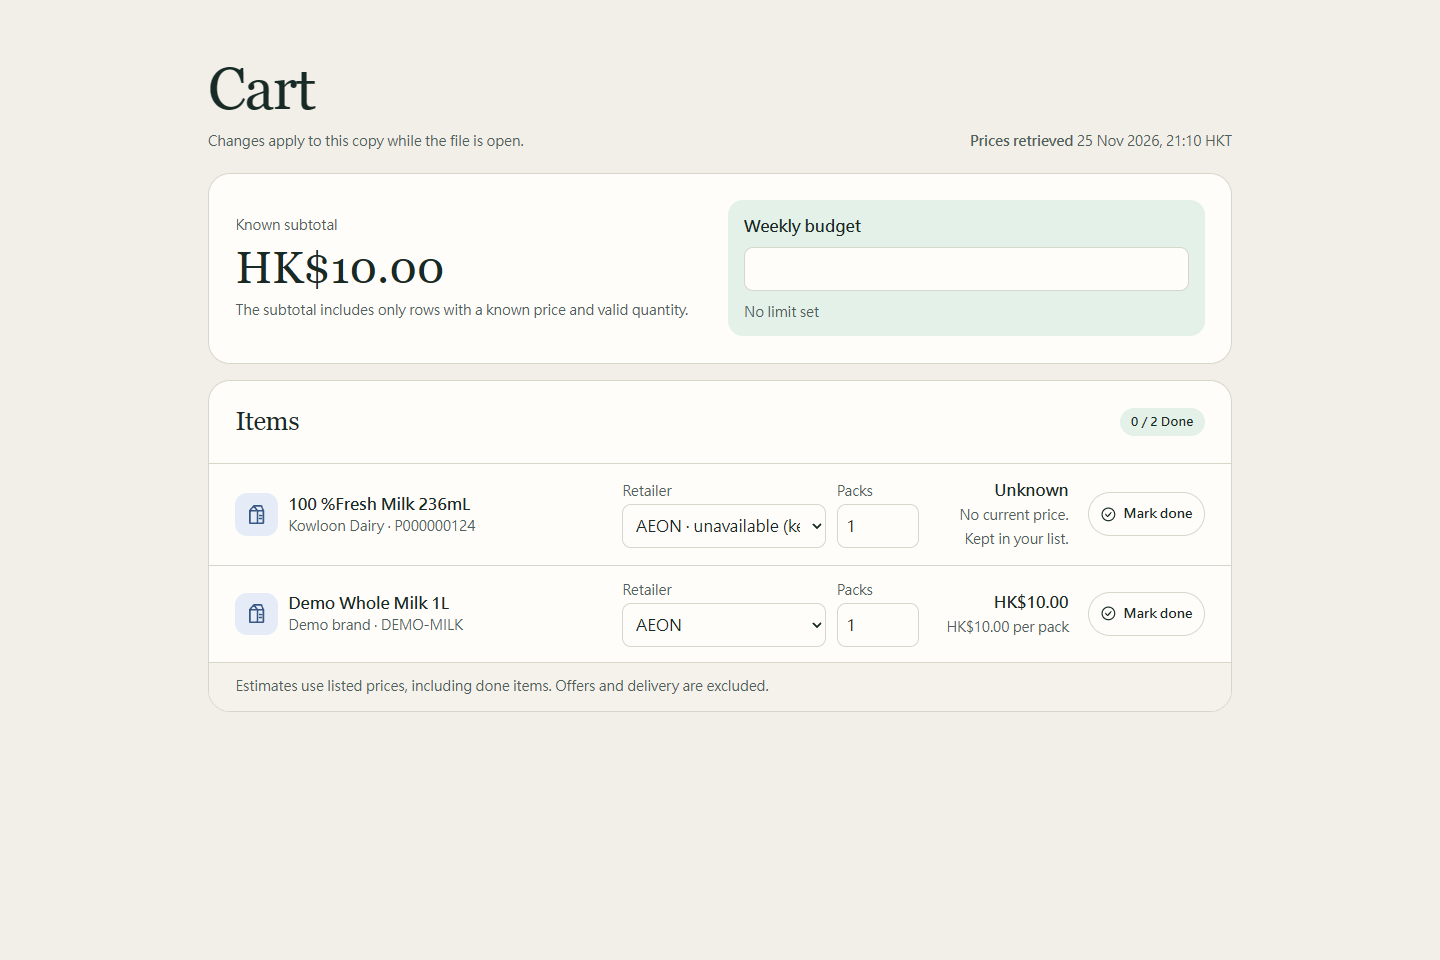 Cart
Changes apply to this copy while the file is open.
Prices retrieved 25 Nov 2026, 21:10 HKT
Known subtotal
HK$10.00
The subtotal includes only rows with a known price and valid quantity.
Weekly budget
No limit set
Items
0 / 2 Done
100 %Fresh Milk 236mL
Kowloon Dairy · P000000124
Retailer
AEON · unavailable (ke
Packs
1
Unknown
No current price.
Kept in your list.
Mark done
Demo Whole Milk 1L
Demo brand · DEMO-MILK
Retailer
AEON
Packs
1
HK$10.00
HK$10.00 per pack
Mark done
Estimates use listed prices, including done items. Offers and delivery are excluded.